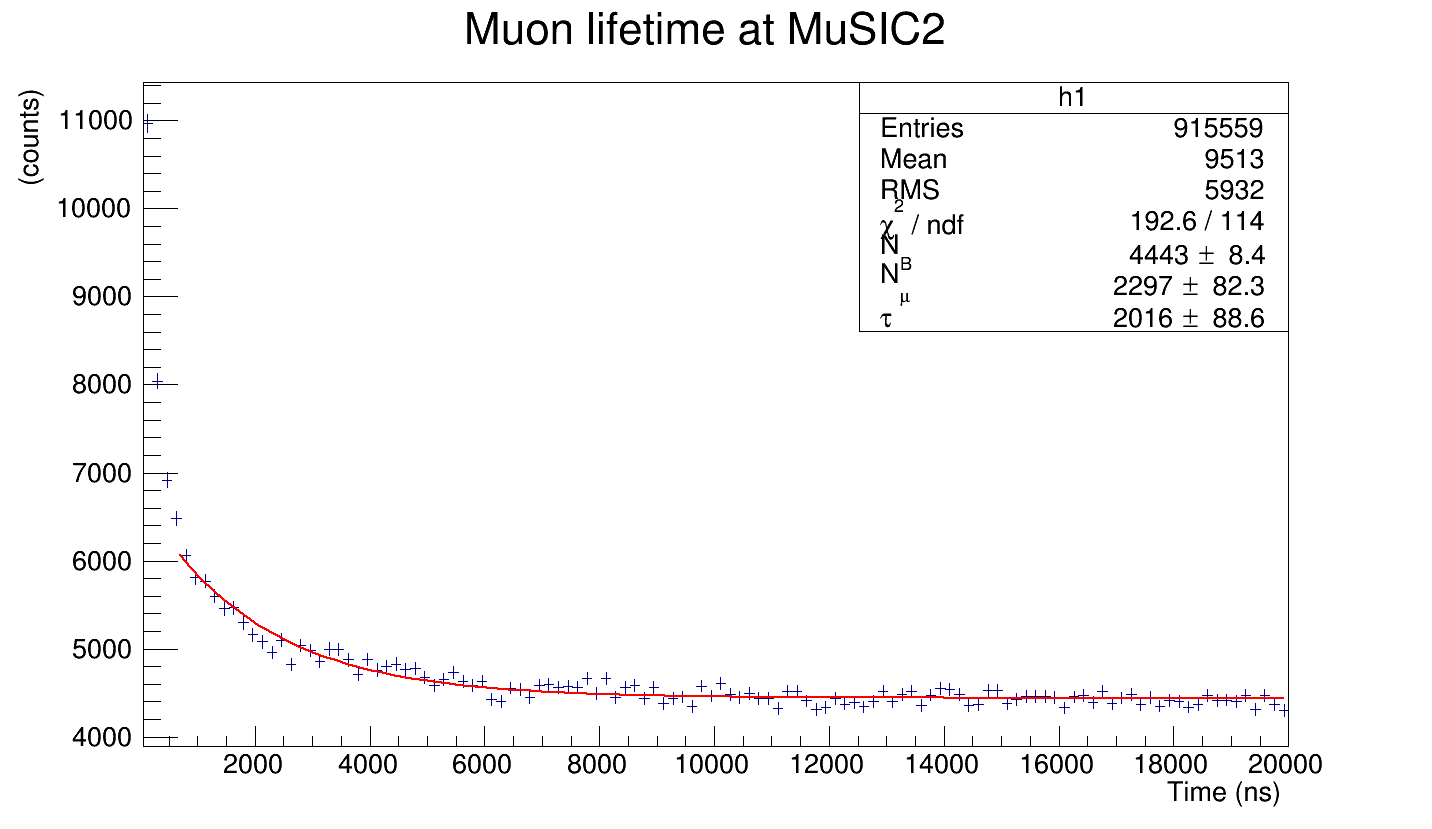 Muon lifetime at MuSIC2
(counts)
11000
10000
9000
8000
7000
6000
5000
4000
h1
Entries 915559
Mean 9513
RMS 5932
χ² / ndf 192.6 / 114
N_B 4443 ± 8.4
N_μ 2297 ± 82.3
τ 2016 ± 88.6
2000 4000 6000 8000 10000 12000 14000 16000 18000 20000
Time (ns)